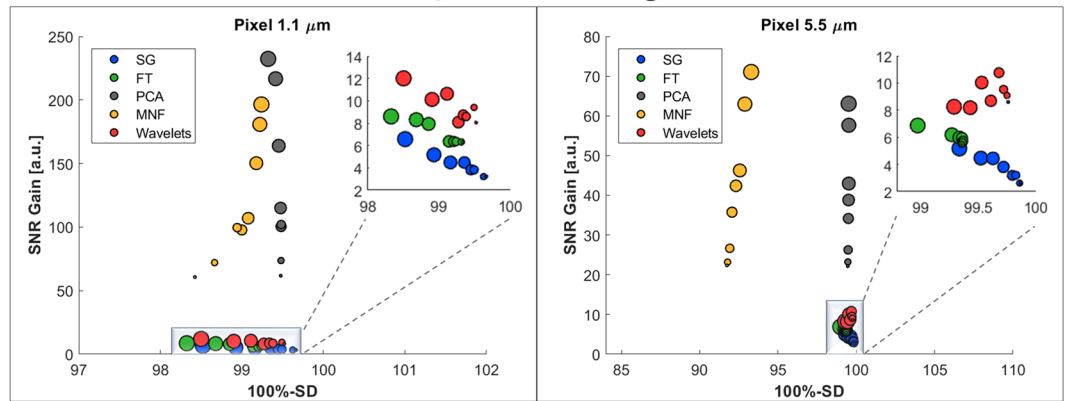 Pixel 1.1 μm
SNR Gain [a.u.]
250
200
150
100
50
0
SG
FT
PCA
MNF
Wavelets
14
12
10
8
6
4
2
98 99 100
97 98 99 100 101 102
100%-SD
Pixel 5.5 μm
SNR Gain [a.u.]
80
70
60
50
40
30
20
10
0
SG
FT
PCA
MNF
Wavelets
12
10
8
6
4
2
99 99.5 100
85 90 95 100 105 110
100%-SD